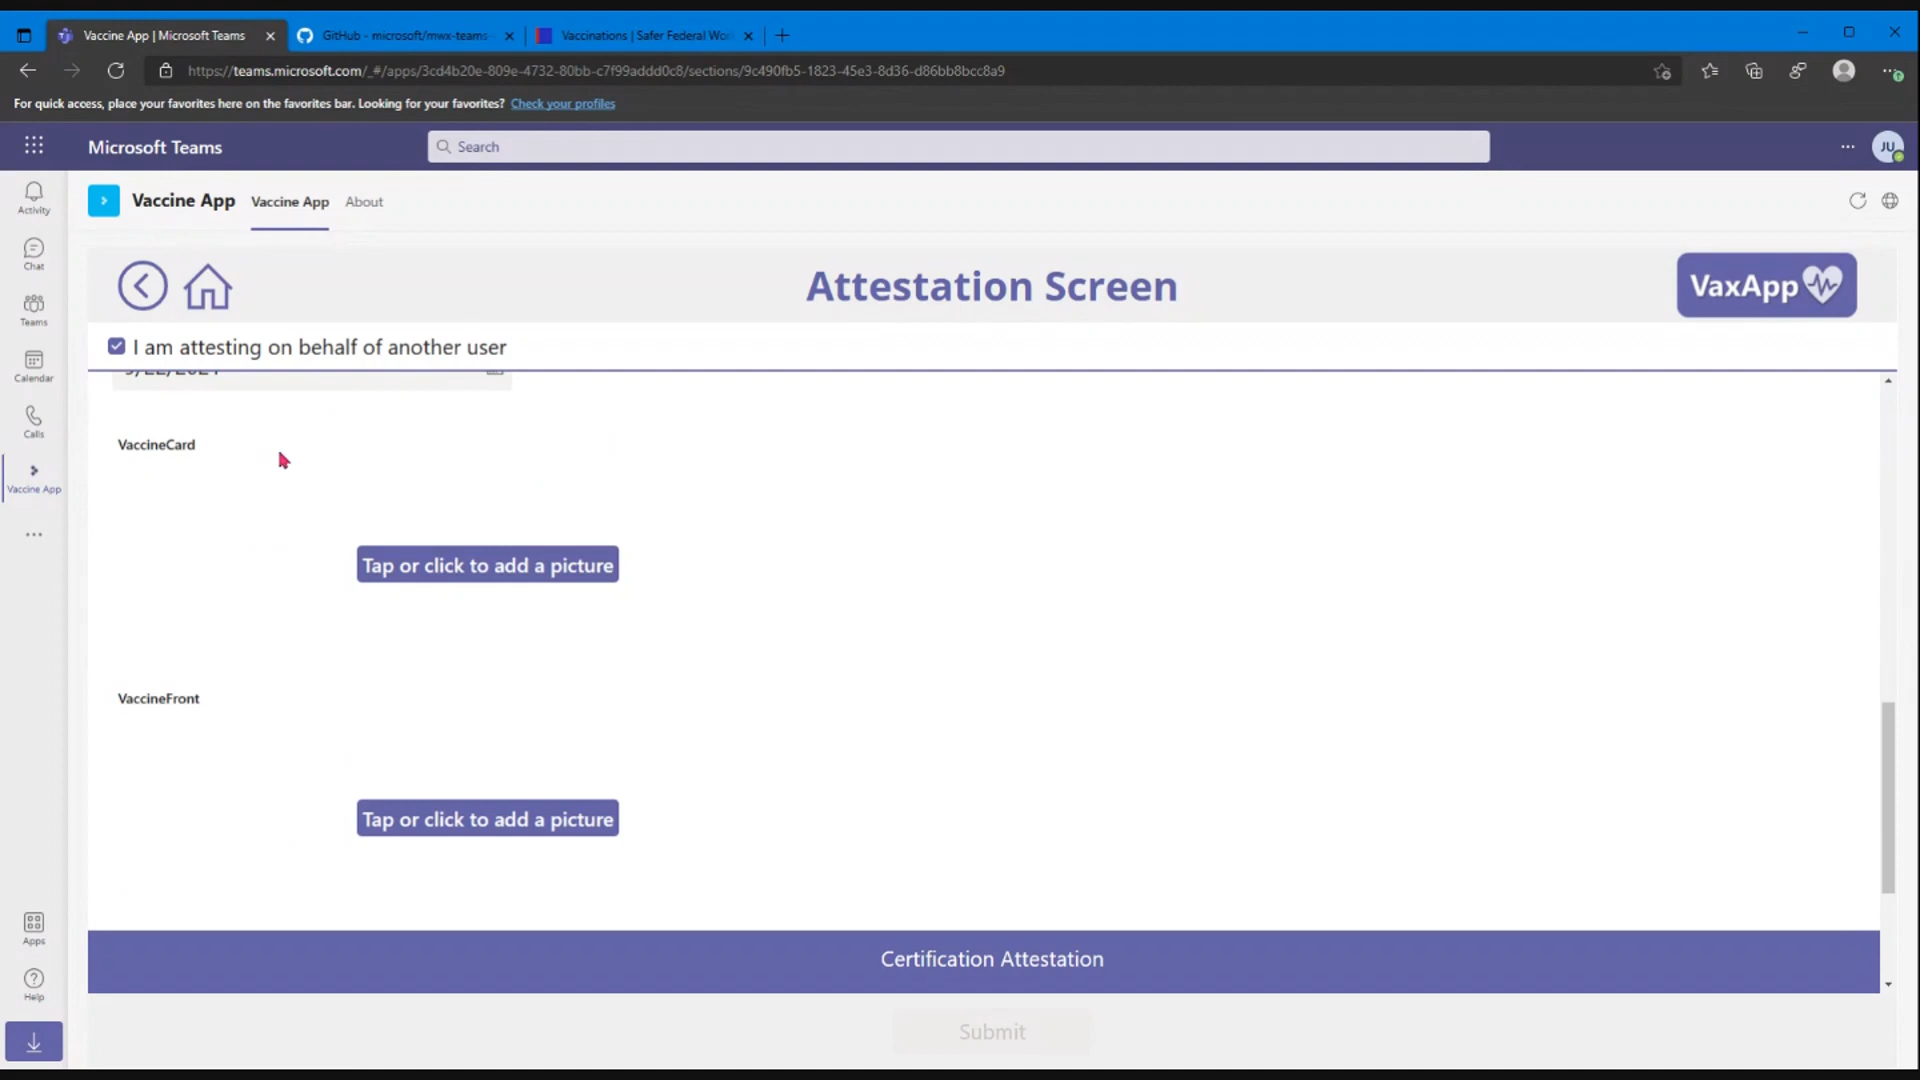 Vaccine App | Microsoft Teams
GitHub - microsoft/mwx-teams-
Vaccinations | Safer Federal Wor
https://teams.microsoft.com/_#/apps/3cd4b20e-809e-4732-80bb-c7f99addd0c8/sections/9c490fb5-1823-45e3-8d36-d86bb8bcc8a9
For quick access, place your favorites here on the favorites bar. Looking for your favorites? Check your profiles
Microsoft Teams
Search
JU
Activity
Chat
Teams
Calendar
Calls
Vaccine App
Apps
Help
Vaccine App
Vaccine App
About
Attestation Screen
VaxApp
I am attesting on behalf of another user
VaccineCard
Tap or click to add a picture
VaccineFront
Tap or click to add a picture
Certification Attestation
Submit